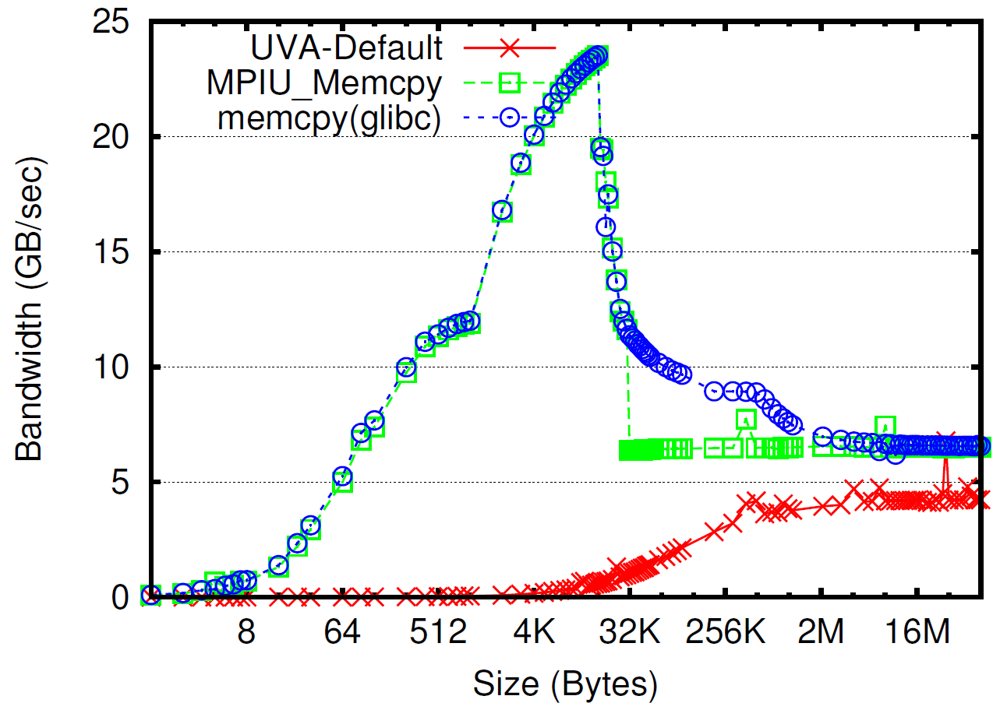 25
20
15
10
5
0
Bandwidth (GB/sec)
UVA-Default
MPIU_Memcpy
memcpy(glibc)
8 64 512 4K 32K 256K 2M 16M
Size (Bytes)